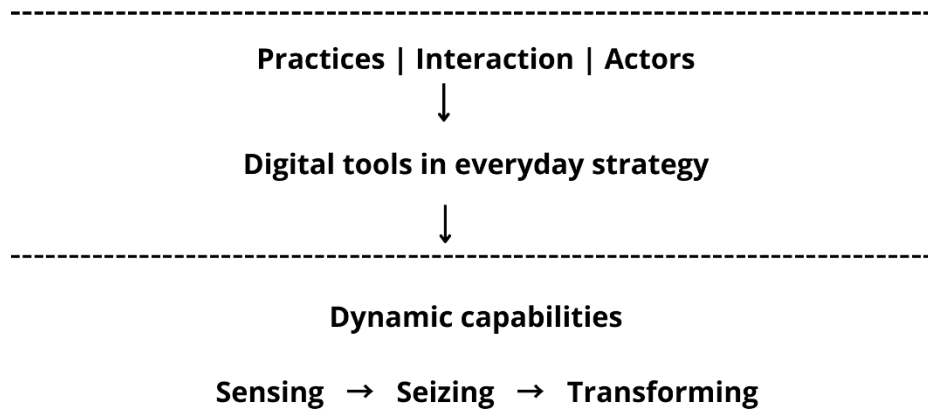 Practices | Interaction | Actors
↓
Digital tools in everyday strategy
↓
Dynamic capabilities
Sensing → Seizing → Transforming